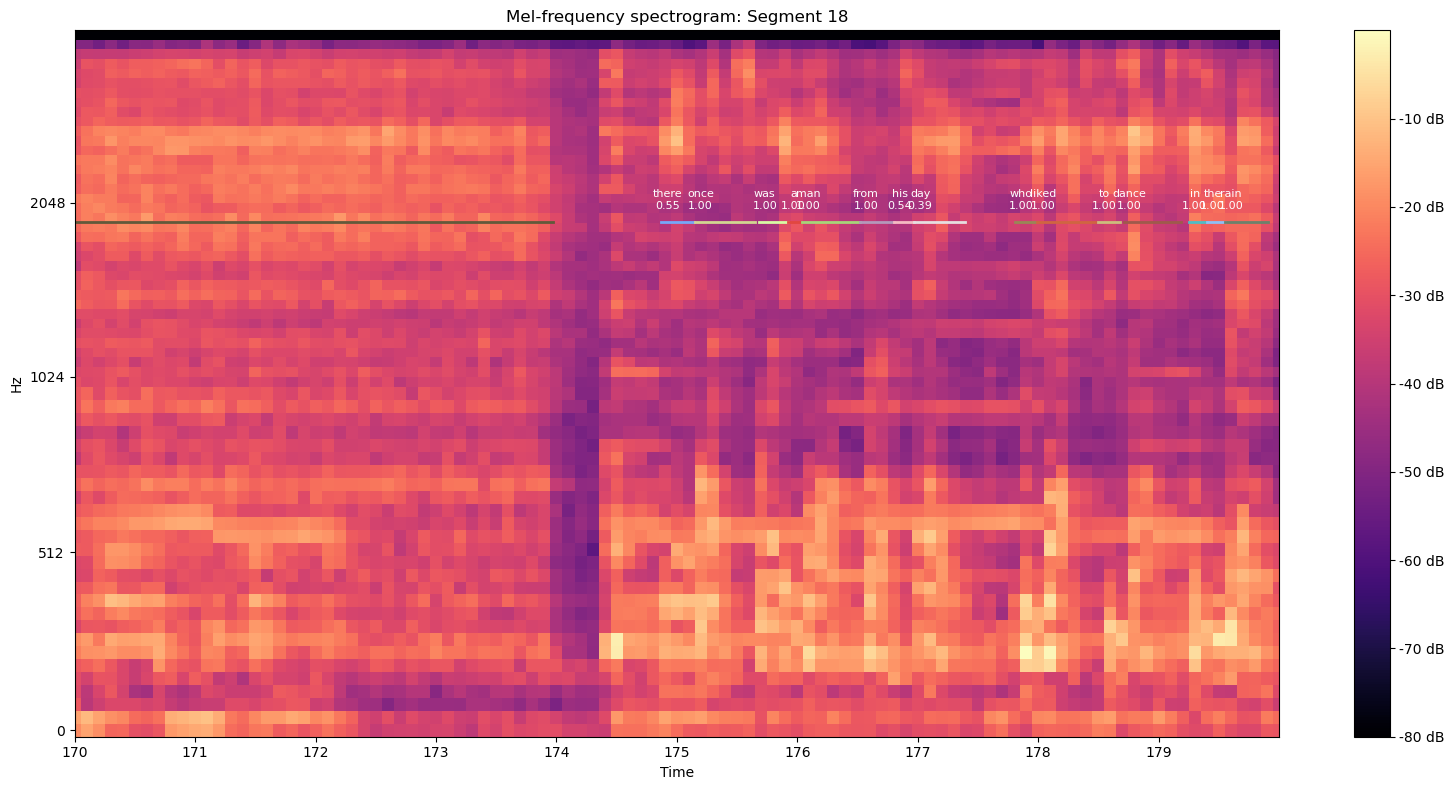 Mel-frequency spectrogram: Segment 18
there once was a man from his day who liked to dance in the rain
0.55 1.00 1.00 1.00 1.00 1.00 0.54 0.39 1.00 1.00 1.00 1.00 1.00 1.00 1.00
2048
1024
512
0
Hz
170 171 172 173 174 175 176 177 178 179
Time
-10 dB
-20 dB
-30 dB
-40 dB
-50 dB
-60 dB
-70 dB
-80 dB